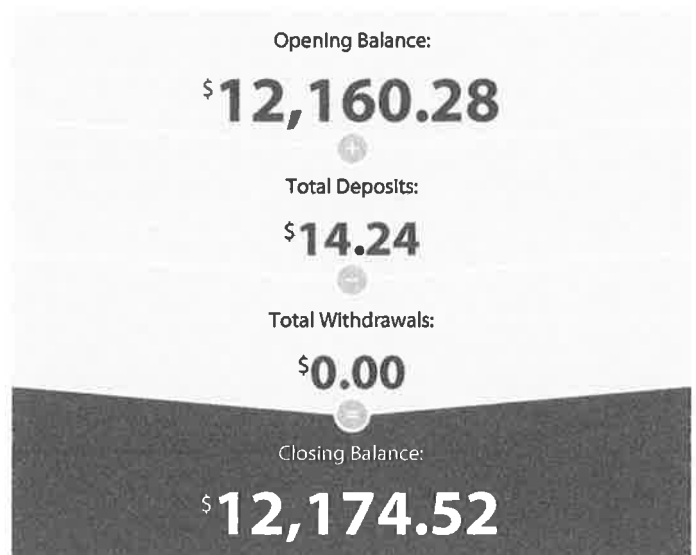 Opening Balance:
$12,160.28
+
Total Deposits:
$14.24
−
Total Withdrawals:
$0.00
=
Closing Balance:
$12,174.52